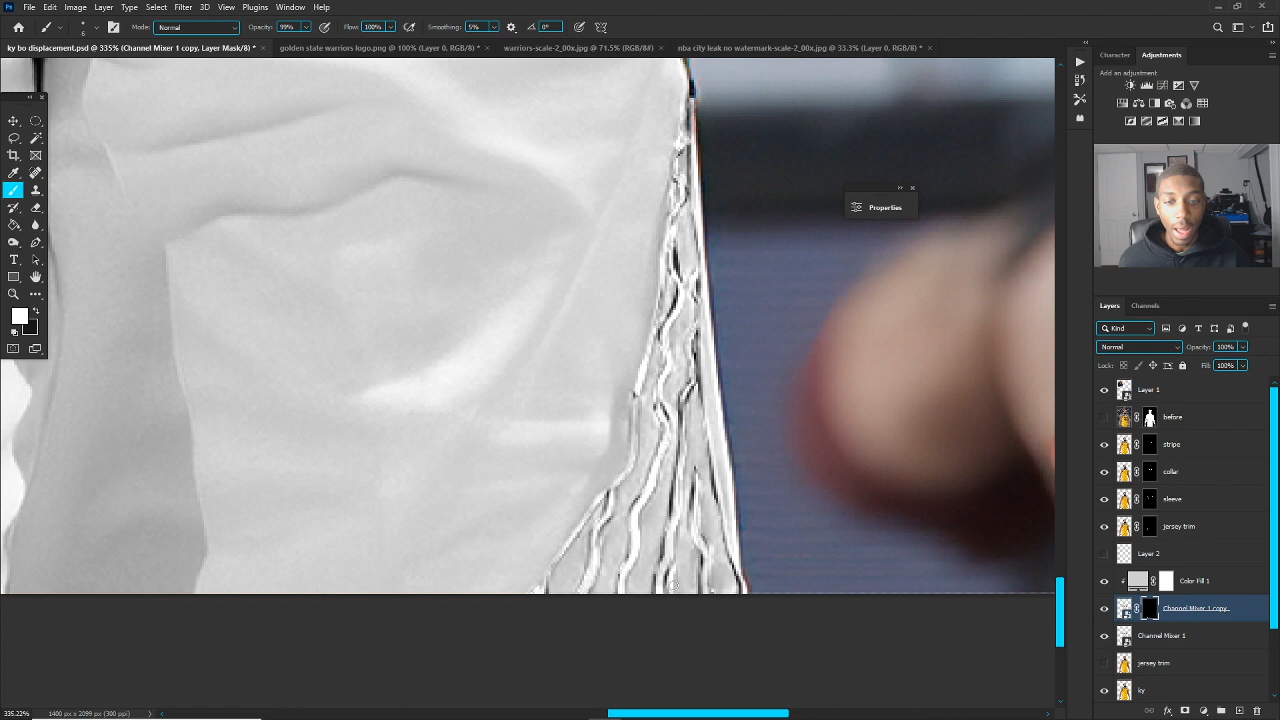 Ps File Edit Image Layer Type Select Filter 3D View Plugins Window Help
6 Mode: Normal Opacity: 99% Flow: 100% Smoothing: 5% 0°
ky bo displacement.psd @ 335% (Channel Mixer 1 copy, Layer Mask/8) * × golden state warriors logo.png @ 100% (Layer 0, RGB/8) * × warriors-scale-2_00x.jpg @ 71.5% (RGB/8#) × nba city leak no watermark-scale-2_00x.jpg @ 33.3% (Layer 0, RGB/8) * ×
Character Adjustments
Add an adjustment
Properties
Layers Channels
Kind
Normal Opacity: 100%
Lock: Fill: 100%
Layer 1
before
stripe
collar
sleeve
jersey trim
Layer 2
Color Fill 1
Channel Mixer 1 copy
Channel Mixer 1
jersey trim
ky
335.22% 1400 px x 2099 px (300 ppi)